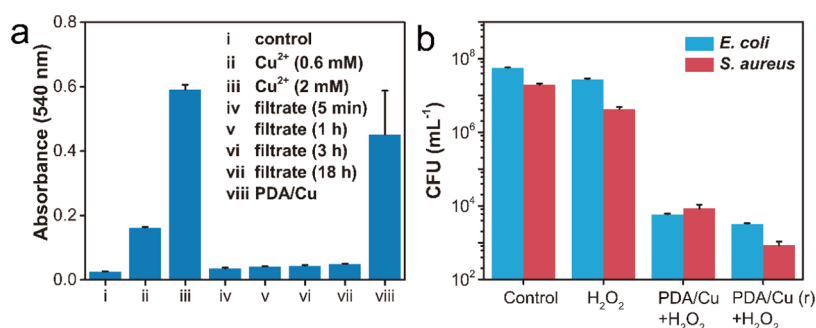 a
Absorbance (540 nm)
0.8
0.6
0.4
0.2
0.0
i control
ii Cu²⁺ (0.6 mM)
iii Cu²⁺ (2 mM)
iv filtrate (5 min)
v filtrate (1 h)
vi filtrate (3 h)
vii filtrate (18 h)
viii PDA/Cu
i ii iii iv v vi vii viii
b
CFU (mL⁻¹)
10⁸
10⁶
10⁴
10²
E. coli
S. aureus
Control H₂O₂ PDA/Cu PDA/Cu (r)
+H₂O₂ +H₂O₂